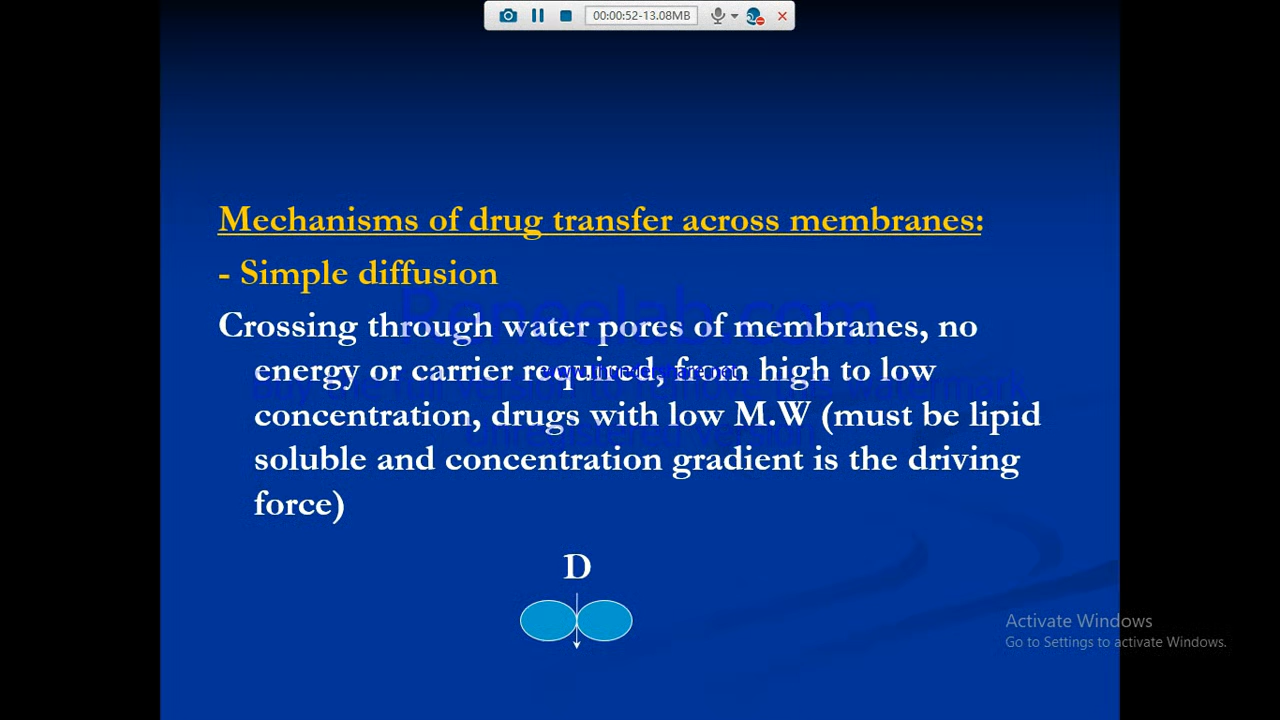 00:00:52-13.08MB
Mechanisms of drug transfer across membranes:
- Simple diffusion
Crossing through water pores of membranes, no
energy or carrier required, from high to low
concentration, drugs with low M.W (must be lipid
soluble and concentration gradient is the driving
force)
D
Activate Windows
Go to Settings to activate Windows.